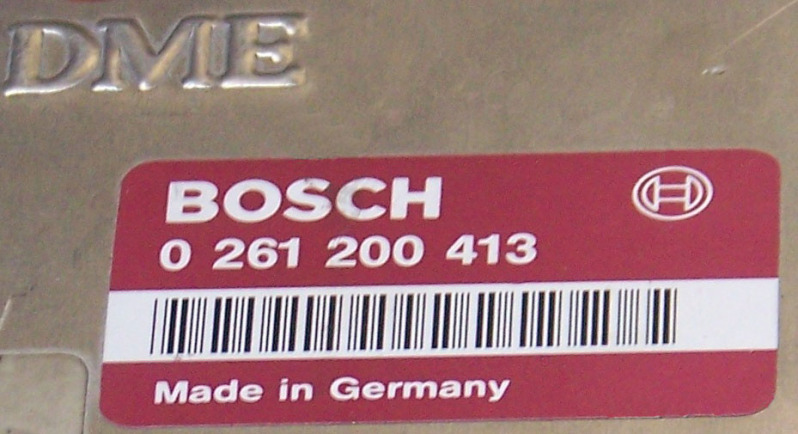 DME
BOSCH
0 261 200 413
Made in Germany